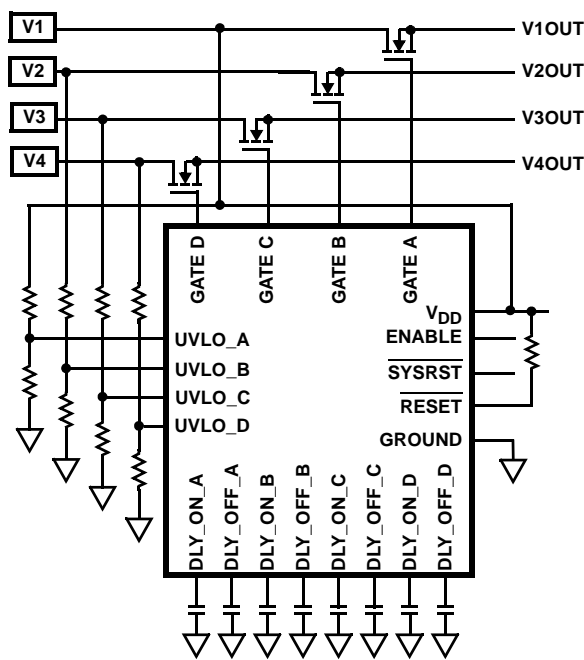 V1
V1OUT
V2
V2OUT
V3
V3OUT
V4
V4OUT
GATE D
GATE C
GATE B
GATE A
VDD
UVLO_A
ENABLE
UVLO_B
SYSRST
UVLO_C
RESET
UVLO_D
GROUND
DLY_ON_A
DLY_OFF_A
DLY_ON_B
DLY_OFF_B
DLY_ON_C
DLY_OFF_C
DLY_ON_D
DLY_OFF_D